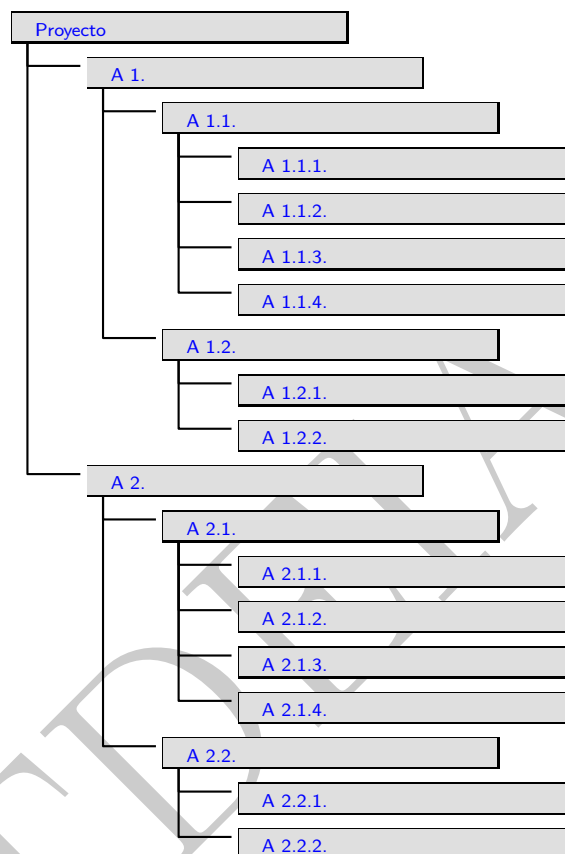 Proyecto
A 1.
A 1.1.
A 1.1.1.
A 1.1.2.
A 1.1.3.
A 1.1.4.
A 1.2.
A 1.2.1.
A 1.2.2.
A 2.
A 2.1.
A 2.1.1.
A 2.1.2.
A 2.1.3.
A 2.1.4.
A 2.2.
A 2.2.1.
A 2.2.2.